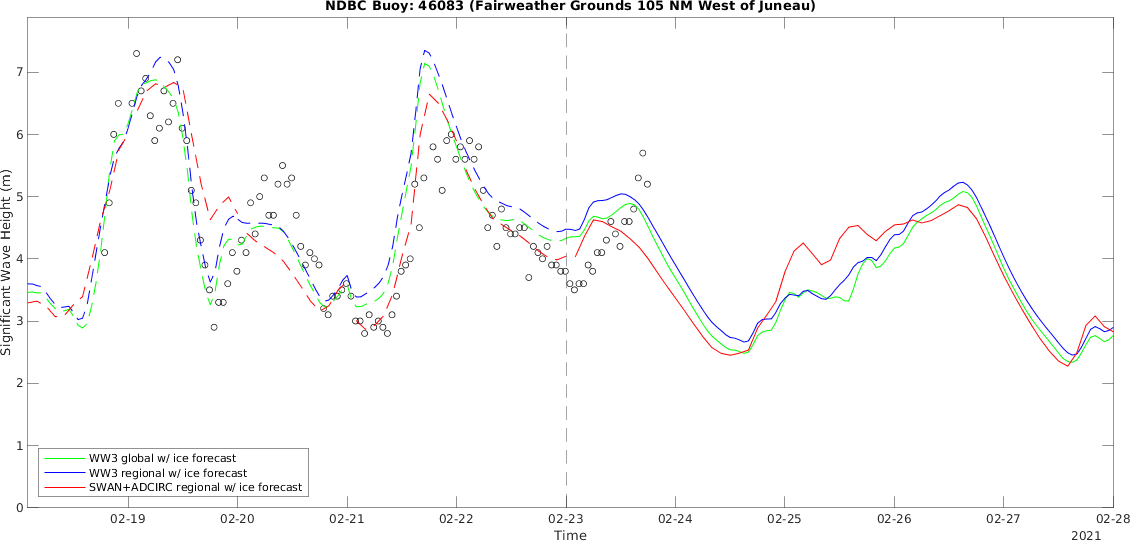 NDBC Buoy: 46083 (Fairweather Grounds 105 NM West of Juneau)
Significant Wave Height (m)
7
6
5
4
3
2
1
0
WW3 global w/ ice forecast
WW3 regional w/ ice forecast
SWAN+ADCIRC regional w/ ice forecast
02-19 02-20 02-21 02-22 02-23 02-24 02-25 02-26 02-27 02-28
Time
2021